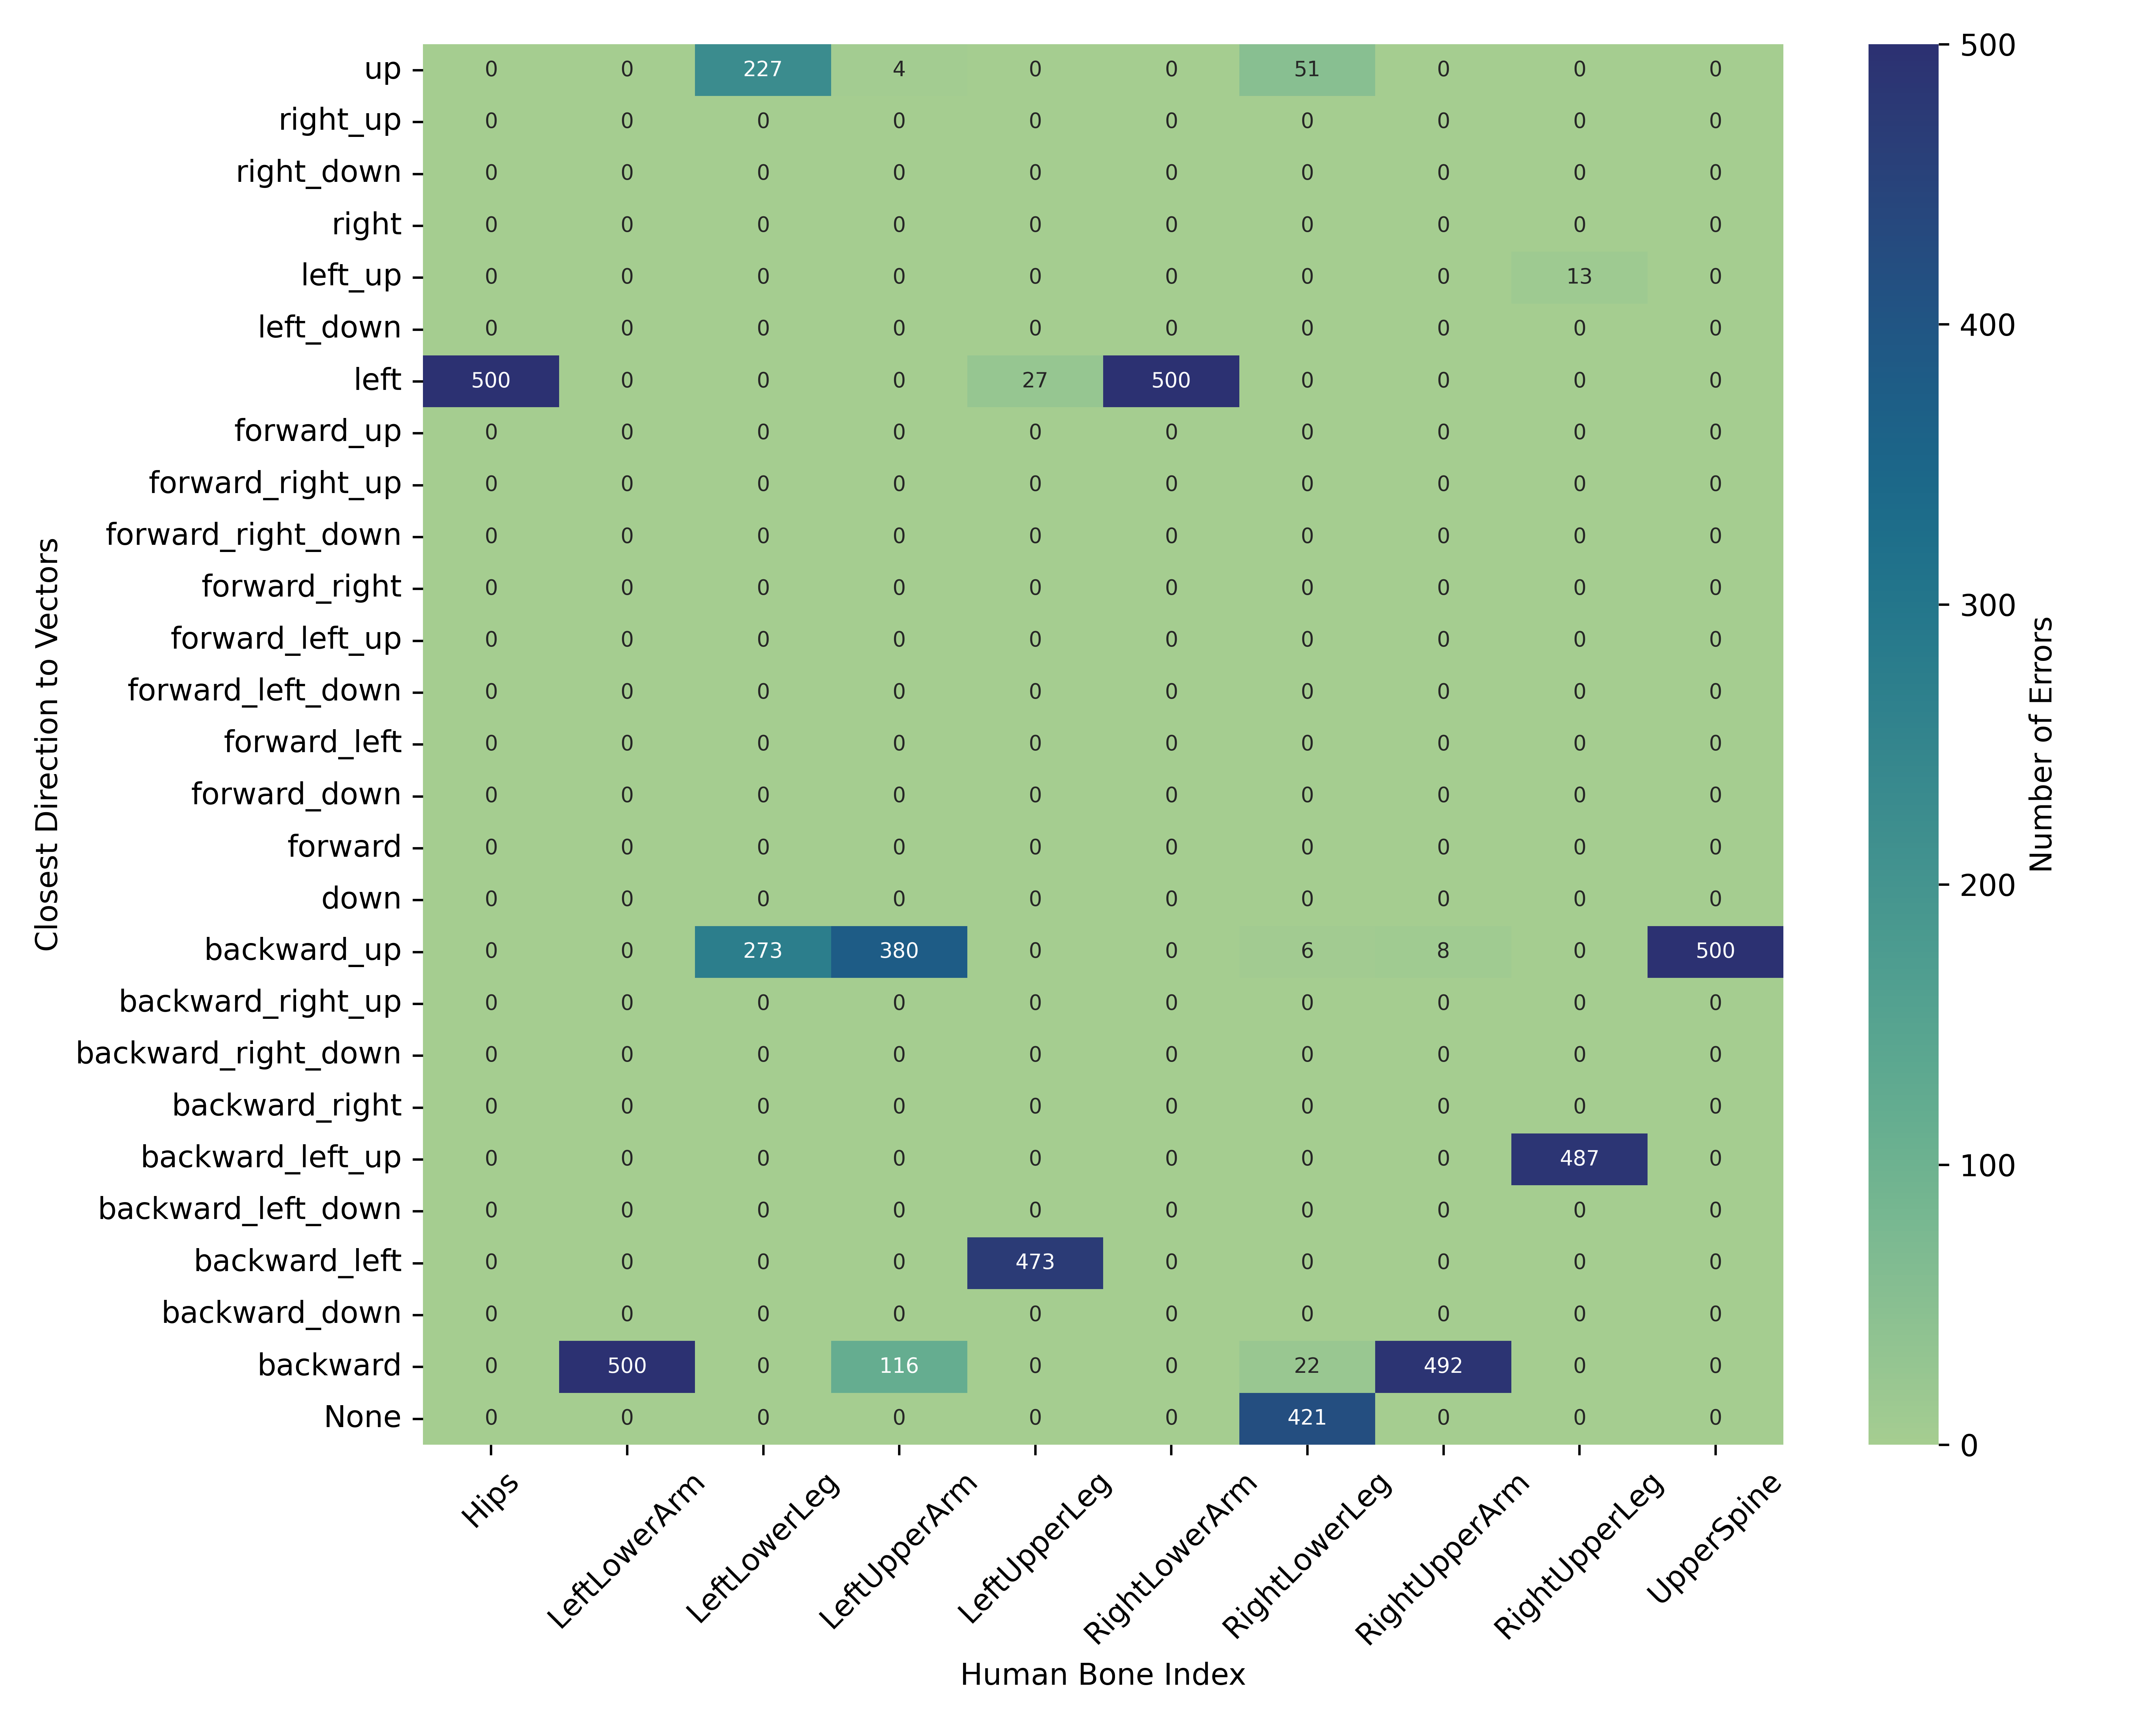 up 0 0 227 4 0 0 51 0 0 0
right_up 0 0 0 0 0 0 0 0 0 0
right_down 0 0 0 0 0 0 0 0 0 0
right 0 0 0 0 0 0 0 0 0 0
left_up 0 0 0 0 0 0 0 0 13 0
left_down 0 0 0 0 0 0 0 0 0 0
left 500 0 0 0 27 500 0 0 0 0
forward_up 0 0 0 0 0 0 0 0 0 0
forward_right_up 0 0 0 0 0 0 0 0 0 0
forward_right_down 0 0 0 0 0 0 0 0 0 0
forward_right 0 0 0 0 0 0 0 0 0 0
forward_left_up 0 0 0 0 0 0 0 0 0 0
forward_left_down 0 0 0 0 0 0 0 0 0 0
forward_left 0 0 0 0 0 0 0 0 0 0
forward_down 0 0 0 0 0 0 0 0 0 0
forward 0 0 0 0 0 0 0 0 0 0
down 0 0 0 0 0 0 0 0 0 0
backward_up 0 0 273 380 0 0 6 8 0 500
backward_right_up 0 0 0 0 0 0 0 0 0 0
backward_right_down 0 0 0 0 0 0 0 0 0 0
backward_right 0 0 0 0 0 0 0 0 0 0
backward_left_up 0 0 0 0 0 0 0 0 487 0
backward_left_down 0 0 0 0 0 0 0 0 0 0
backward_left 0 0 0 0 473 0 0 0 0 0
backward_down 0 0 0 0 0 0 0 0 0 0
backward 0 500 0 116 0 0 22 492 0 0
None 0 0 0 0 0 0 421 0 0 0
Hips LeftLowerArm LeftLowerLeg LeftUpperArm LeftUpperLeg RightLowerArm RightLowerLeg RightUpperArm RightUpperLeg UpperSpine
Human Bone Index
Closest Direction to Vectors
500
400
300
200
100
0
Number of Errors